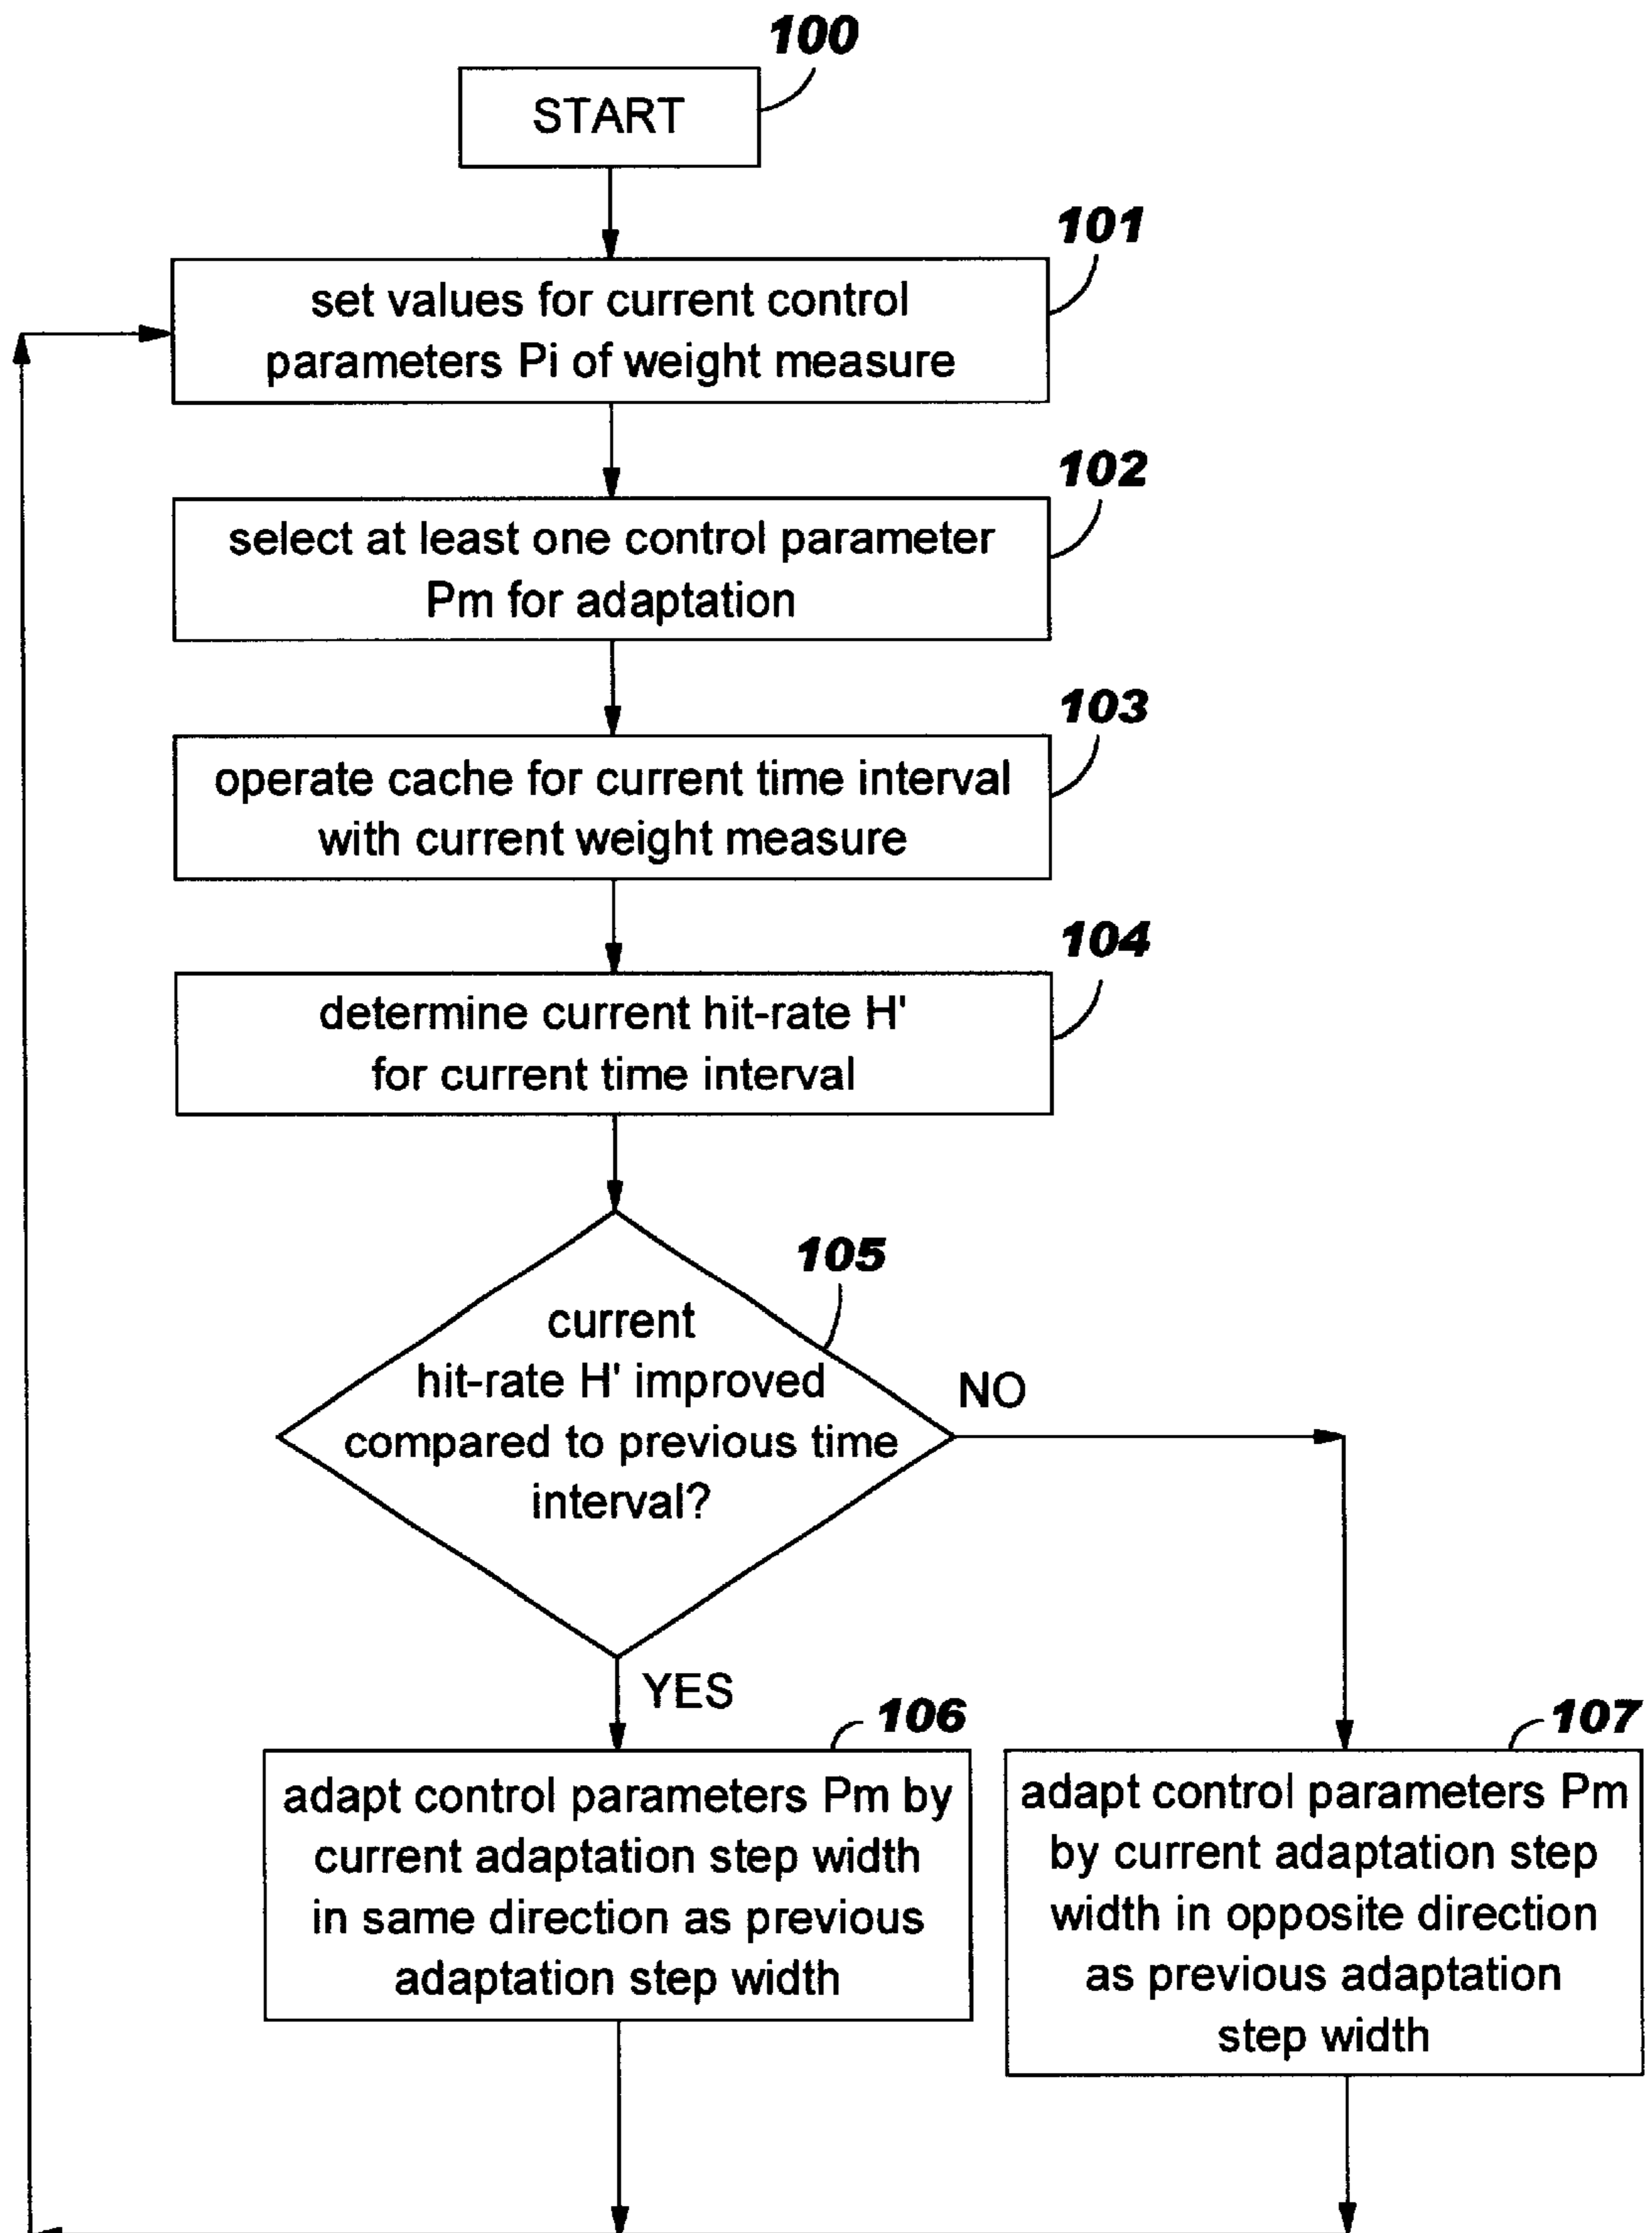 100
START
101
set values for current control
parameters Pi of weight measure
102
select at least one control parameter
Pm for adaptation
103
operate cache for current time interval
with current weight measure
104
determine current hit-rate H'
for current time interval
105
current
hit-rate H' improved
compared to previous time
interval?
NO
YES
106
adapt control parameters Pm by
current adaptation step width
in same direction as previous
adaptation step width
107
adapt control parameters Pm
by current adaptation step
width in opposite direction
as previous adaptation
step width